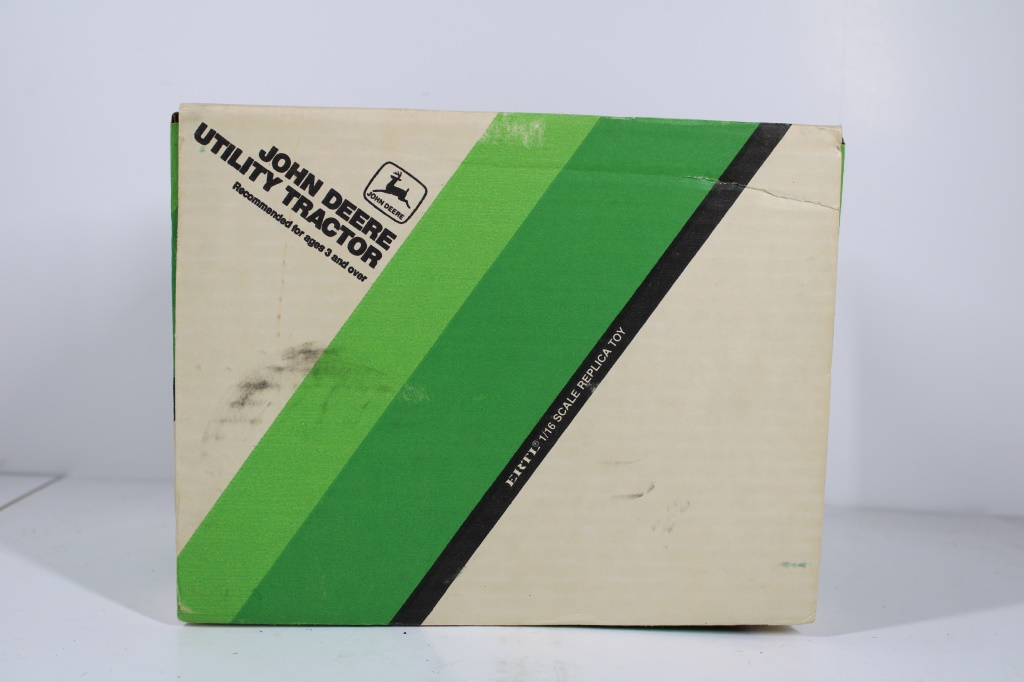 JOHN DEERE
UTILITY TRACTOR
Recommended for ages 3 and over
JOHN DEERE
ERTL® 1/16 SCALE REPLICA TOY